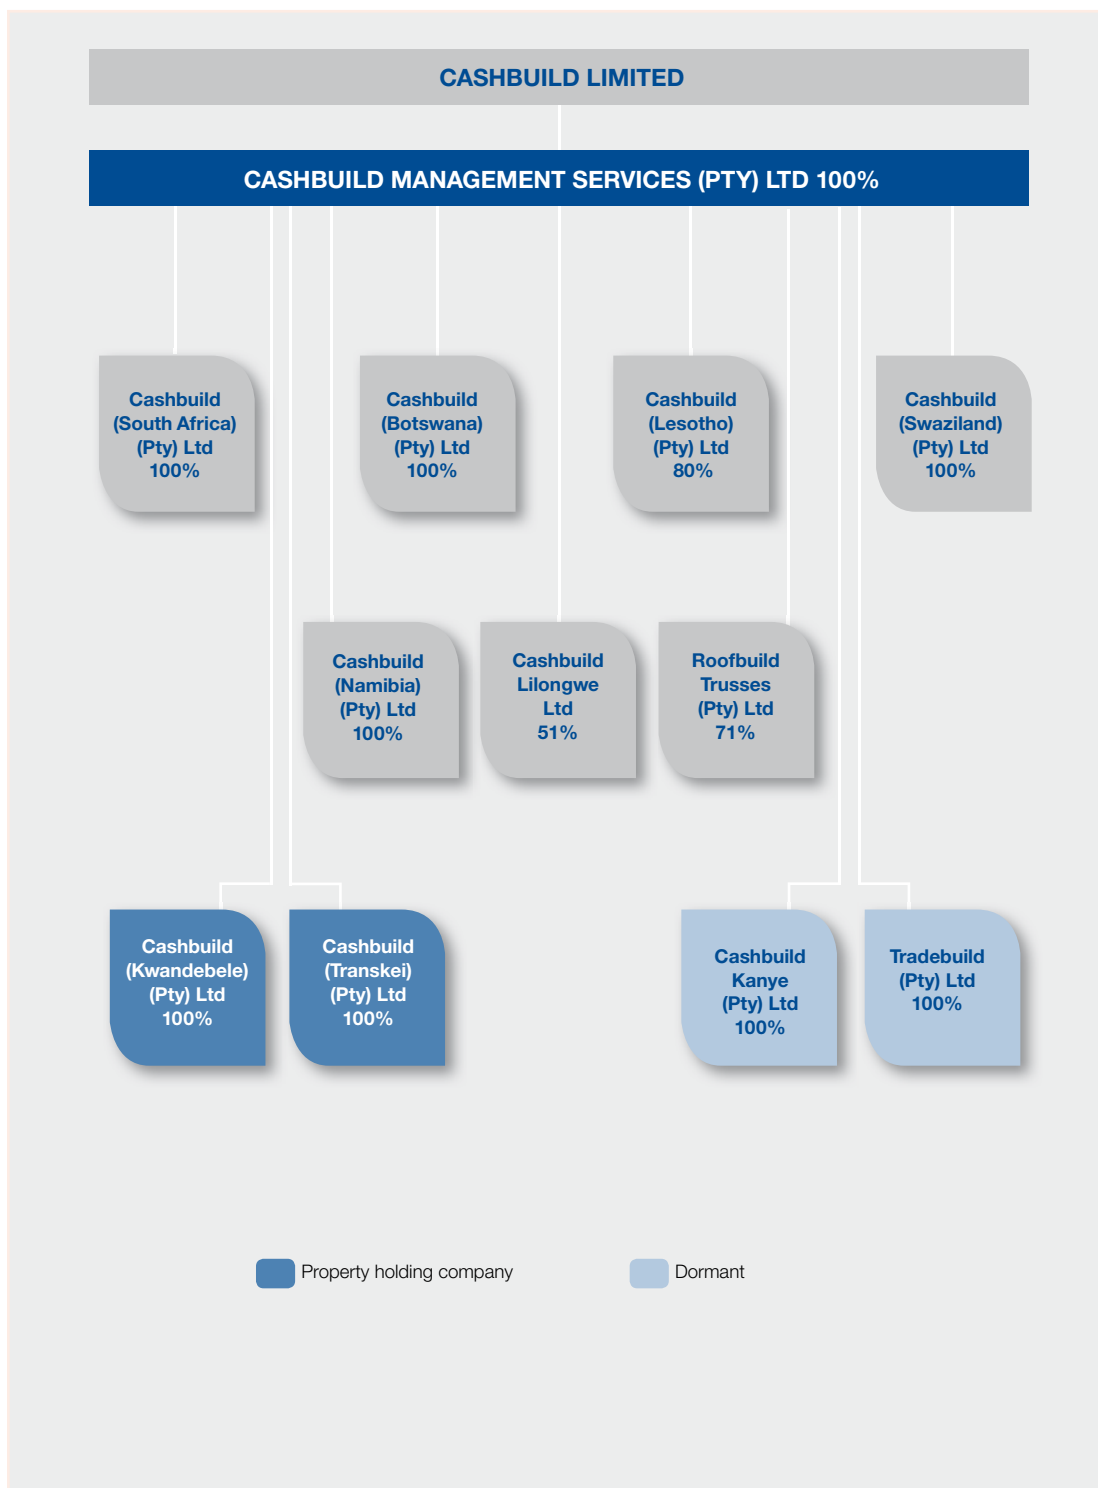 CASHBUILD LIMITED
CASHBUILD MANAGEMENT SERVICES (PTY) LTD 100%
Cashbuild
(South Africa)
(Pty) Ltd
100%
Cashbuild
(Botswana)
(Pty) Ltd
100%
Cashbuild
(Lesotho)
(Pty) Ltd
80%
Cashbuild
(Swaziland)
(Pty) Ltd
100%
Cashbuild
(Namibia)
(Pty) Ltd
100%
Cashbuild
Lilongwe
Ltd
51%
Roofbuild
Trusses
(Pty) Ltd
71%
Cashbuild
(Kwandebele)
(Pty) Ltd
100%
Cashbuild
(Transkei)
(Pty) Ltd
100%
Cashbuild
Kanye
(Pty) Ltd
100%
Tradebuild
(Pty) Ltd
100%
Property holding company
Dormant